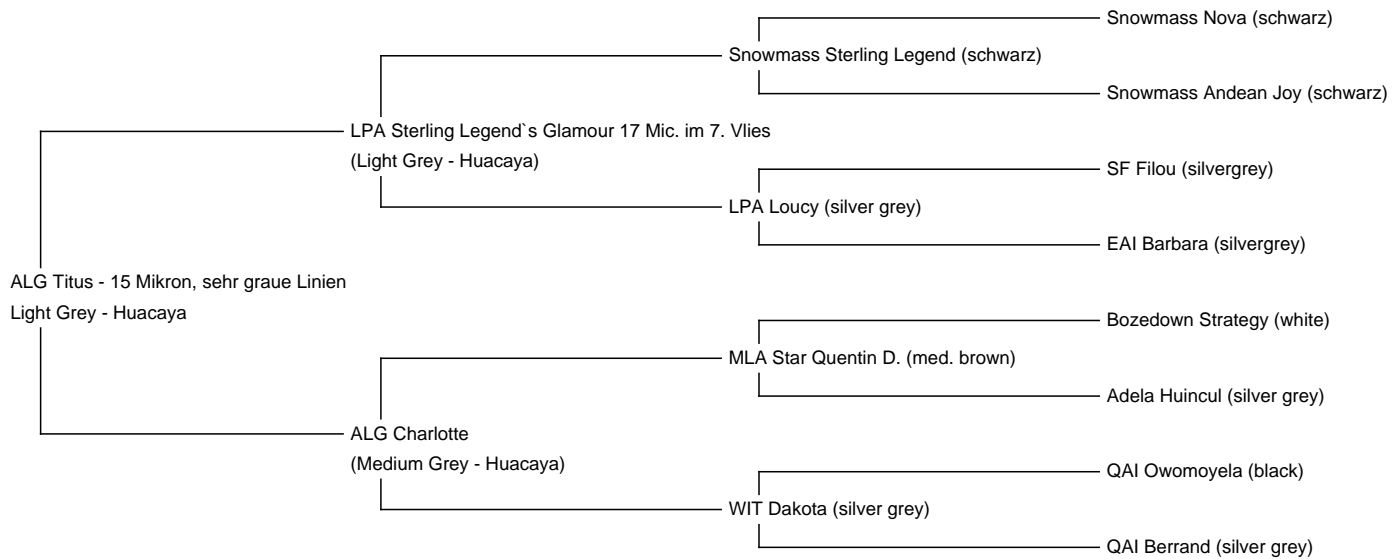 Snowmass Nova (schwarz)
Snowmass Sterling Legend (schwarz)
Snowmass Andean Joy (schwarz)
LPA Sterling Legend`s Glamour 17 Mic. im 7. Vlies
(Light Grey - Huacaya)
SF Filou (silvergrey)
LPA Loucy (silver grey)
EAI Barbara (silvergrey)
ALG Titus - 15 Mikron, sehr graue Linien
Light Grey - Huacaya
Bozedown Strategy (white)
MLA Star Quentin D. (med. brown)
Adela Huincul (silver grey)
ALG Charlotte
(Medium Grey - Huacaya)
QAI Owomoyela (black)
WIT Dakota (silver grey)
QAI Berrand (silver grey)